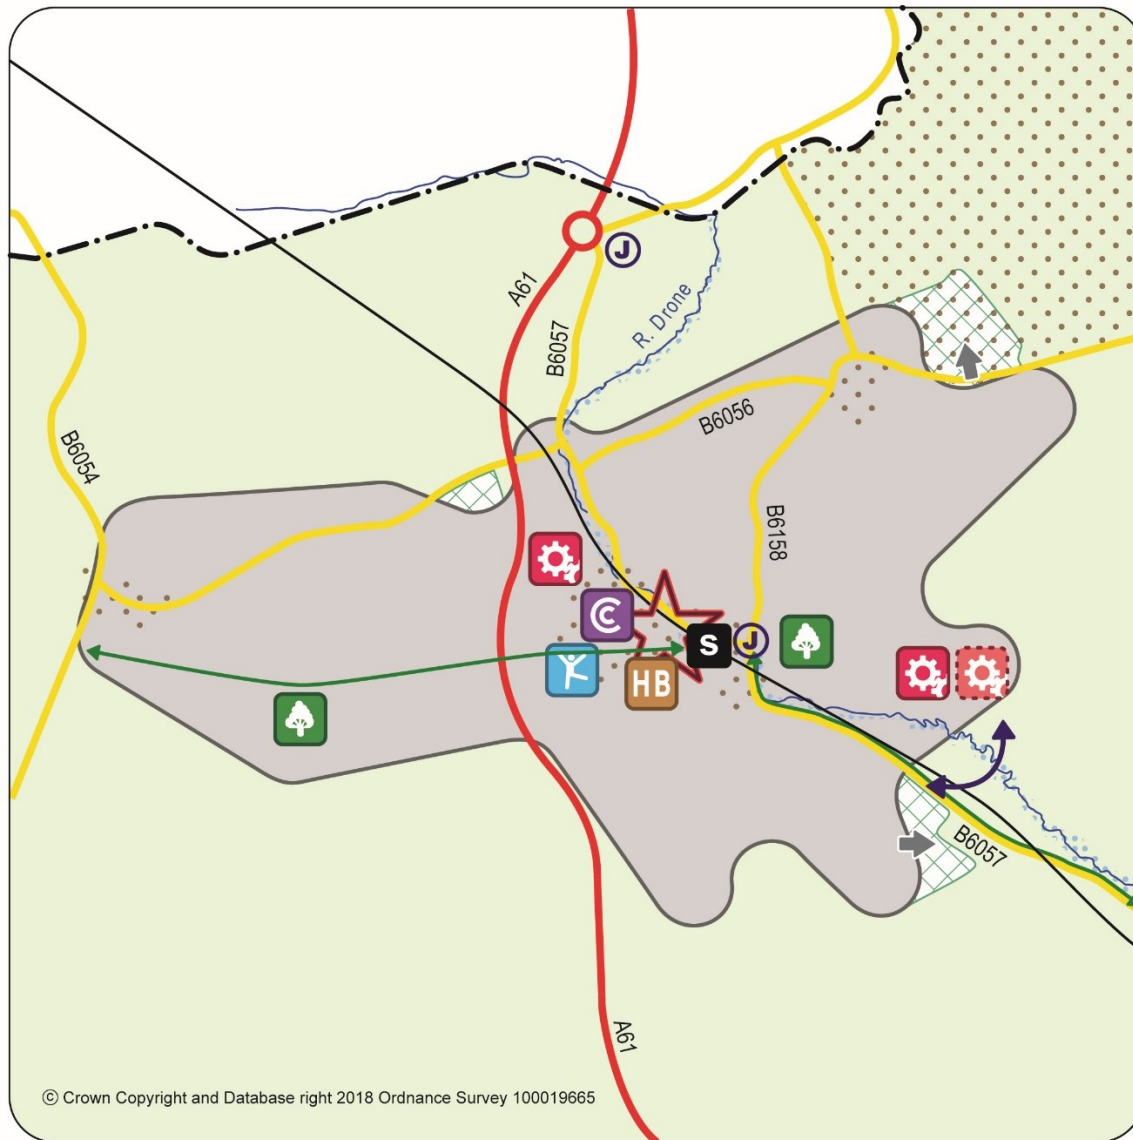 A61
J
B6057
R. Drone
B6056
B6054
B6158
C
S
J
HB
B6057
A61
© Crown Copyright and Database right 2018 Ordnance Survey 100019665